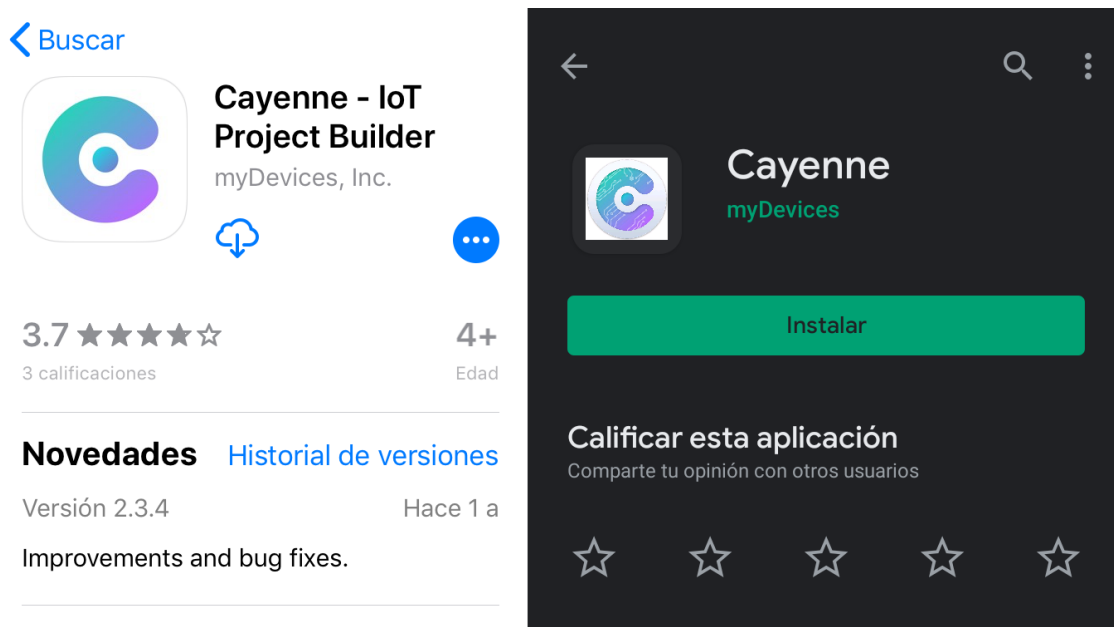 Buscar
Cayenne - IoT
Project Builder
myDevices, Inc.
3.7
4+
3 calificaciones
Edad
Novedades
Historial de versiones
Versión 2.3.4
Hace 1 a
Improvements and bug fixes.
Cayenne
myDevices
Instalar
Calificar esta aplicación
Comparte tu opinión con otros usuarios